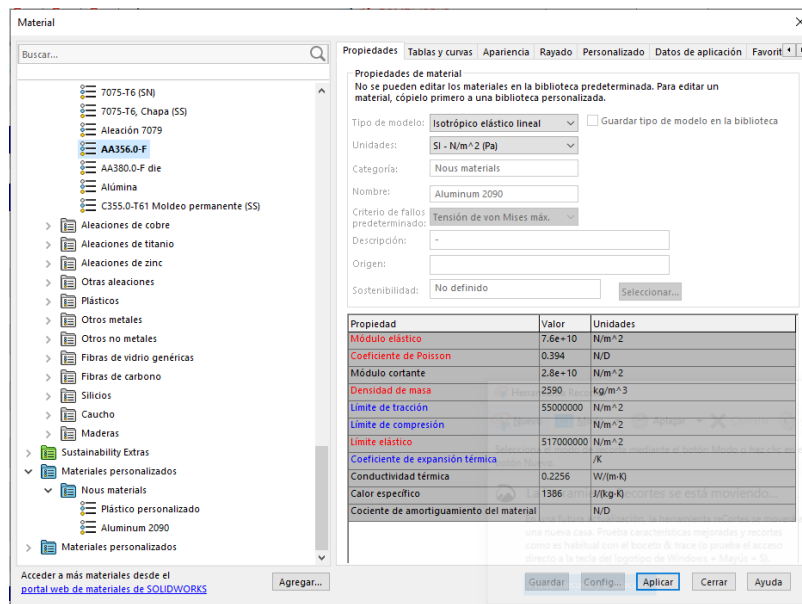 Material
Buscar...
7075-T6 (SN)
7075-T6, Chapa (SS)
Aleación 7079
AA356.0-F
AA380.0-F die
Alúmina
C355.0-T61 Moldeo permanente (SS)
Aleaciones de cobre
Aleaciones de titanio
Aleaciones de zinc
Otras aleaciones
Plásticos
Otros metales
Otros no metales
Fibras de vidrio genéricas
Fibras de carbono
Silicios
Caucho
Maderas
Sustainability Extras
Materiales personalizados
Nous materials
Plástico personalizado
Aluminum 2090
Materiales personalizados
Acceder a más materiales desde el
portal web de materiales de SOLIDWORKS
Agregar...
Propiedades Tablas y curvas Apariencia Rayado Personalizado Datos de aplicación Favorit
Propiedades de material
No se pueden editar los materiales en la biblioteca predeterminada. Para editar un
material, cópielo primero a una biblioteca personalizada.
Tipo de modelo: Isotrópico elástico lineal Guardar tipo de modelo en la biblioteca
Unidades: SI - N/m^2 (Pa)
Categoría: Nous materials
Nombre: Aluminum 2090
Criterio de fallos
predeterminado: Tensión de von Mises máx.
Descripción: -
Origen:
Sostenibilidad: No definido Seleccionar...
Propiedad Valor Unidades
Módulo elástico 7.6e+10 N/m^2
Coeficiente de Poisson 0.394 N/D
Módulo cortante 2.8e+10 N/m^2
Densidad de masa 2590 kg/m^3
Límite de tracción 55000000 N/m^2
Límite de compresión N/m^2
Límite elástico 517000000 N/m^2
Coeficiente de expansión térmica /K
Conductividad térmica 0.2256 W/(m·K)
Calor específico 1386 J/(kg·K)
Cociente de amortiguamiento del material N/D
Guardar Config... Aplicar Cerrar Ayuda